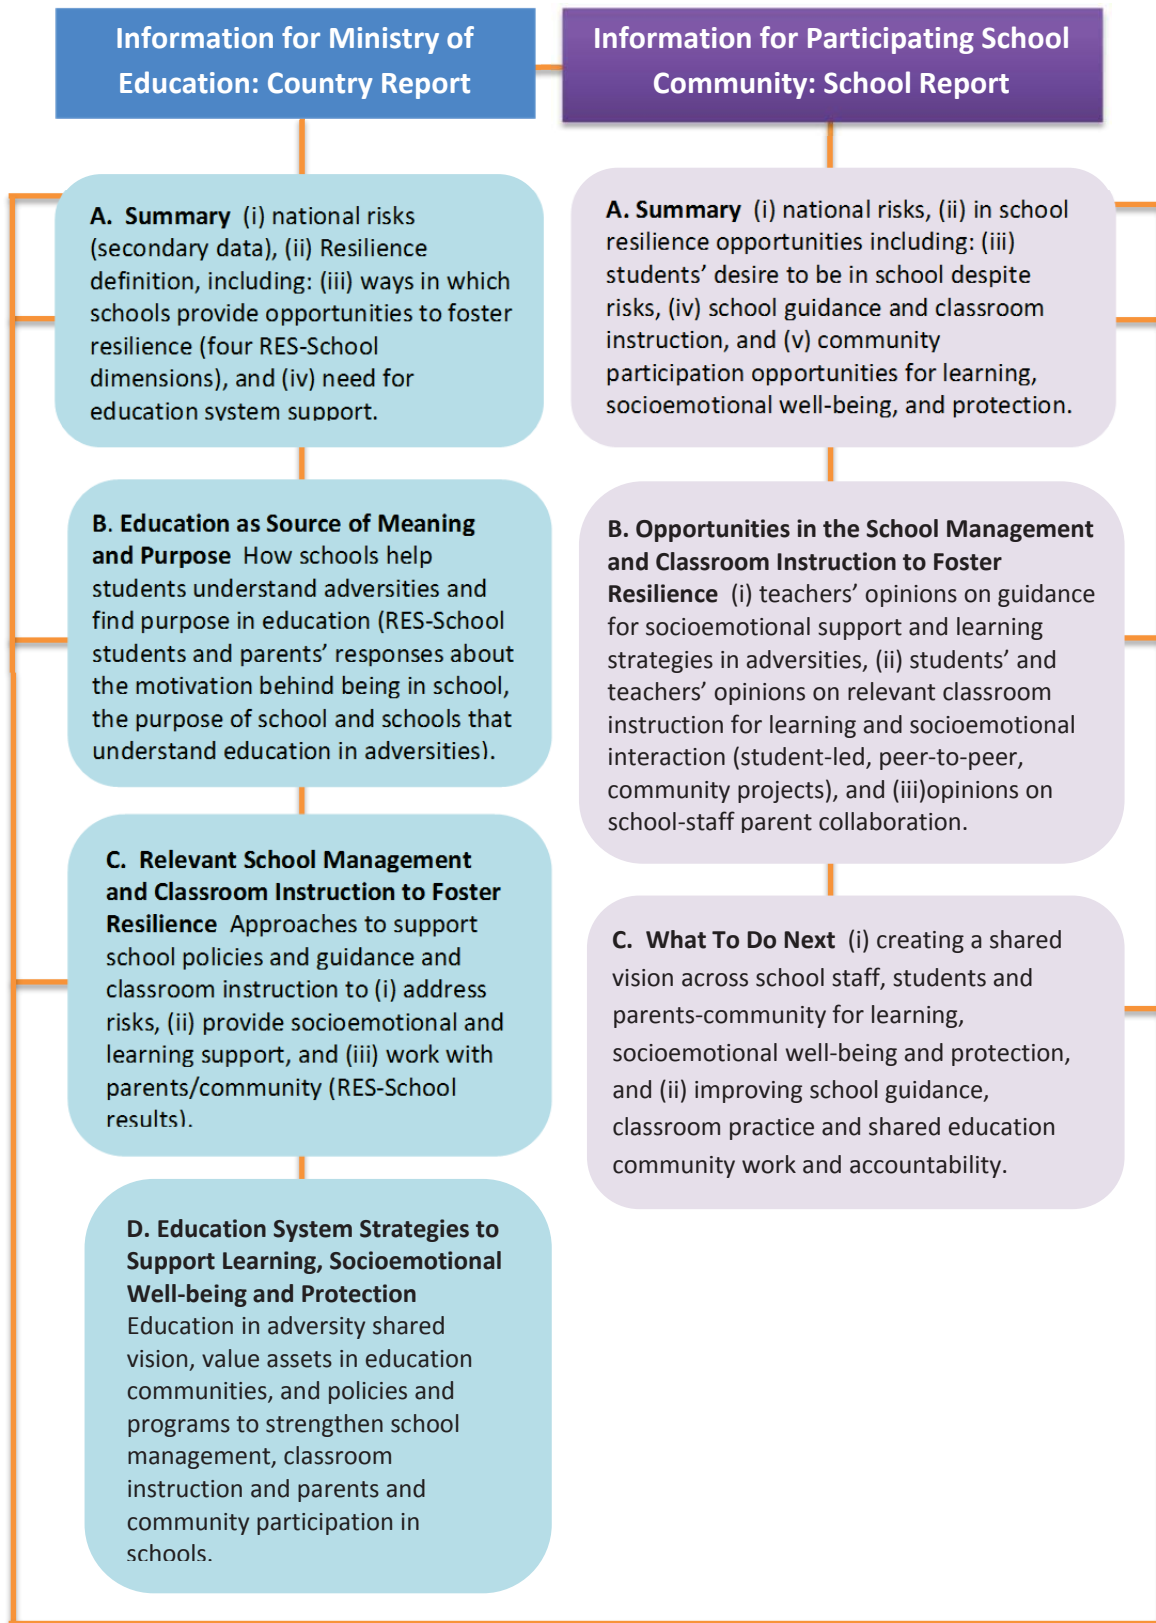 Information for Ministry of
Education: Country Report
Information for Participating School
Community: School Report
A. Summary (i) national risks
(secondary data), (ii) Resilience
definition, including: (iii) ways in which
schools provide opportunities to foster
resilience (four RES-School
dimensions), and (iv) need for
education system support.
B. Education as Source of Meaning
and Purpose How schools help
students understand adversities and
find purpose in education (RES-School
students and parents’ responses about
the motivation behind being in school,
the purpose of school and schools that
understand education in adversities).
C. Relevant School Management
and Classroom Instruction to Foster
Resilience Approaches to support
school policies and guidance and
classroom instruction to (i) address
risks, (ii) provide socioemotional and
learning support, and (iii) work with
parents/community (RES-School
results).
D. Education System Strategies to
Support Learning, Socioemotional
Well-being and Protection
Education in adversity shared
vision, value assets in education
communities, and policies and
programs to strengthen school
management, classroom
instruction and parents and
community participation in
schools.
A. Summary (i) national risks, (ii) in school
resilience opportunities including: (iii)
students’ desire to be in school despite
risks, (iv) school guidance and classroom
instruction, and (v) community
participation opportunities for learning,
socioemotional well-being, and protection.
B. Opportunities in the School Management
and Classroom Instruction to Foster
Resilience (i) teachers’ opinions on guidance
for socioemotional support and learning
strategies in adversities, (ii) students’ and
teachers’ opinions on relevant classroom
instruction for learning and socioemotional
interaction (student-led, peer-to-peer,
community projects), and (iii)opinions on
school-staff parent collaboration.
C. What To Do Next (i) creating a shared
vision across school staff, students and
parents-community for learning,
socioemotional well-being and protection,
and (ii) improving school guidance,
classroom practice and shared education
community work and accountability.